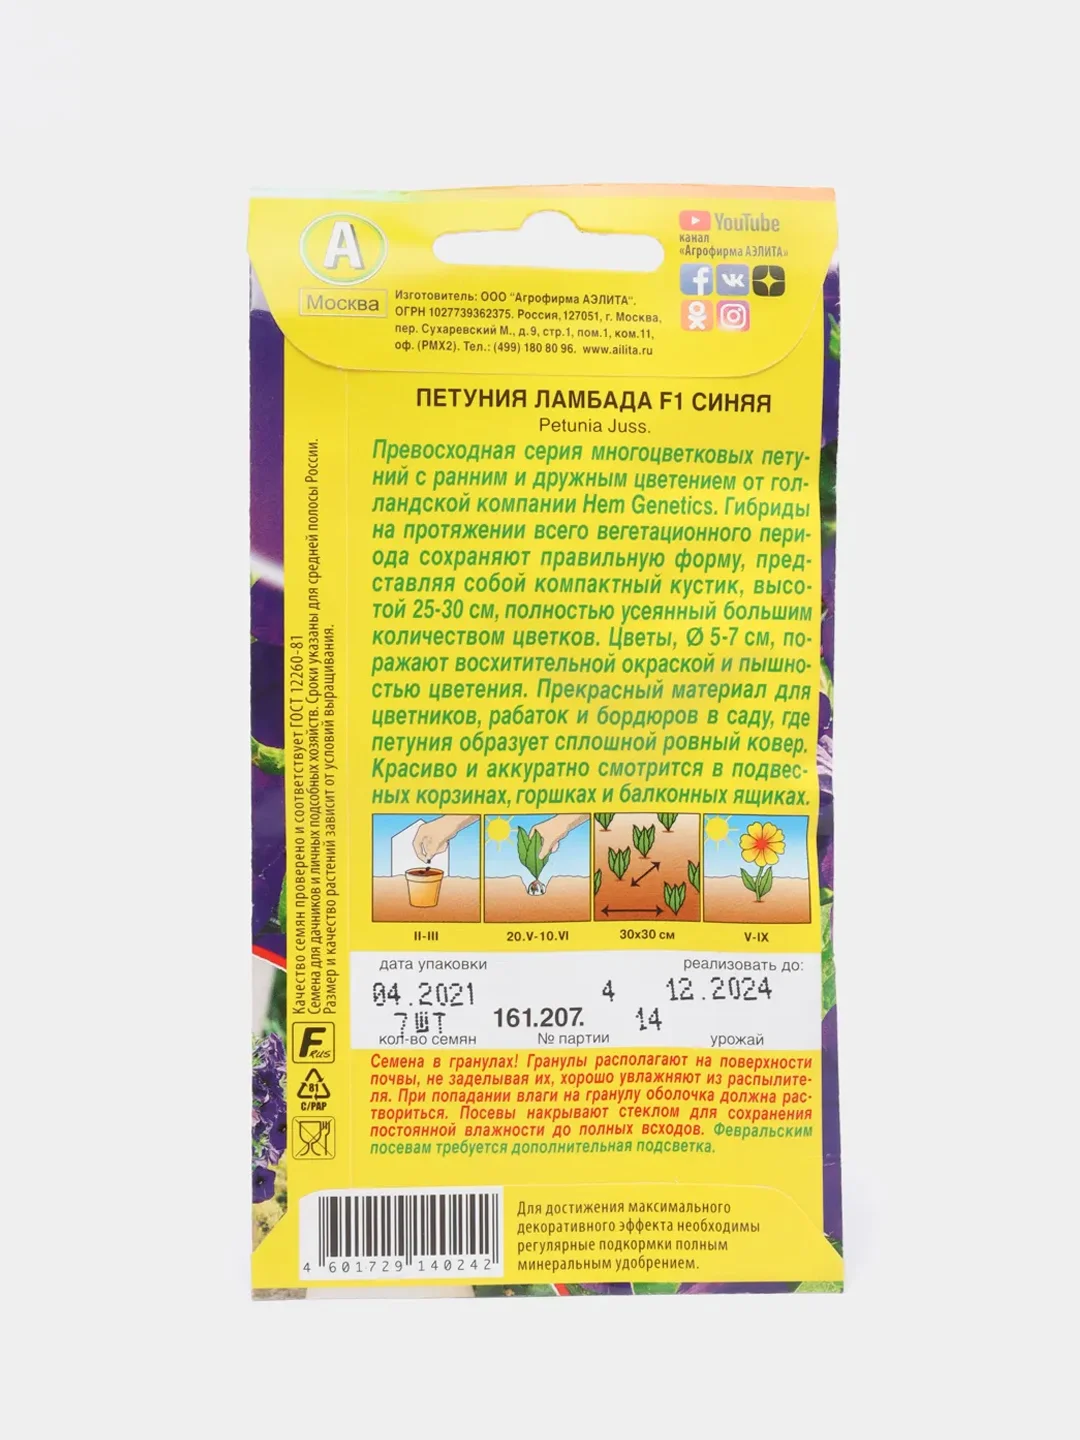 А
Москва
YouTube
канал
«Агрофирма АЭЛИТА»
Изготовитель: ООО "Агрофирма АЭЛИТА".
ОГРН 1027739362375. Россия,127051, г. Москва,
пер. Сухаревский М., д.9, стр.1, пом.1, ком.11,
оф. (РМХ2). Тел.: (499) 180 80 96. www.ailita.ru
ПЕТУНИЯ ЛАМБАДА F1 СИНЯЯ
Petunia Juss.
Превосходная серия многоцветковых пету-
ний с ранним и дружным цветением от гол-
ландской компании Hem Genetics. Гибриды
на протяжении всего вегетационного пери-
ода сохраняют правильную форму, пред-
ставляя собой компактный кустик, высо-
той 25-30 см, полностью усеянный большим
количеством цветков. Цветы, Ø 5-7 см, по-
ражают восхитительной окраской и пышно-
стью цветения. Прекрасный материал для
цветников, рабаток и бордюров в саду, где
петуния образует сплошной ровный ковер.
Красиво и аккуратно смотрится в подвес-
ных корзинах, горшках и балконных ящиках.
II-III
20.V-10.VI
30x30 см
V-IX
дата упаковки
реализовать до:
04.2021
4
12.2024
7 ШТ
161.207.
14
кол-во семян
№ партии
урожай
Семена в гранулах! Гранулы располагают на поверхности
почвы, не заделывая их, хорошо увлажняют из распылите-
ля. При попадании влаги на гранулу оболочка должна рас-
твориться. Посевы накрывают стеклом для сохранения
постоянной влажности до полных всходов. Февральским
посевам требуется дополнительная подсветка.
Качество семян проверено и соответствует ГОСТ 12260-81
Семена для дачников и личных подсобных хозяйств. Сроки указаны для средней полосы России.
Размер и качество растений зависит от условий выращивания.
F RUS
81
C/PAP
4 601729 140242
Для достижения максимального
декоративного эффекта необходимы
регулярные подкормки полным
минеральным удобрением.